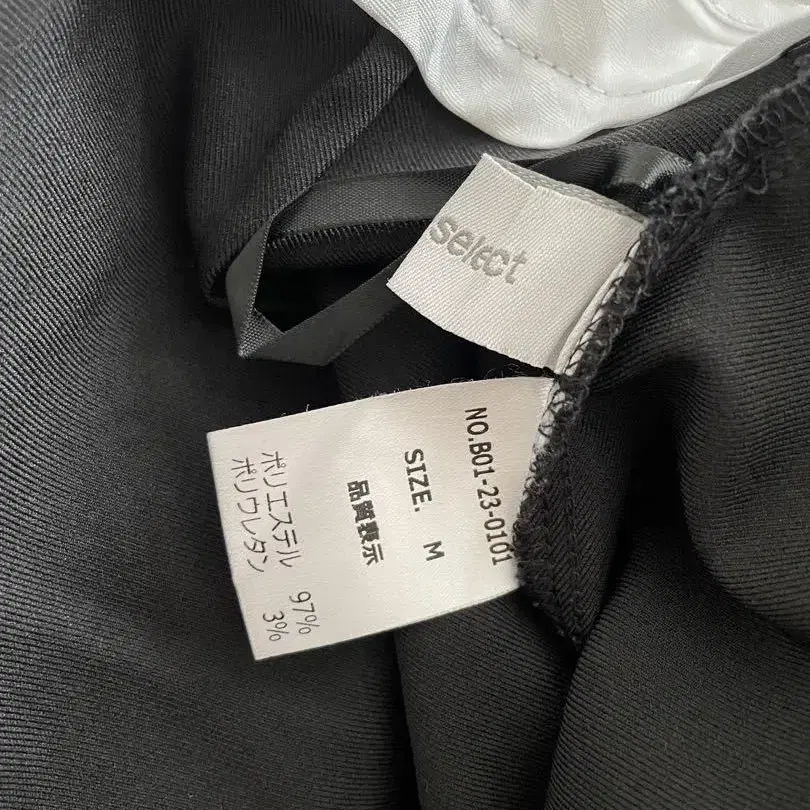 select
NO.B01-23-0101
SIZE. M
品質表示
ポリエステル 97%
ポリウレタン 3%